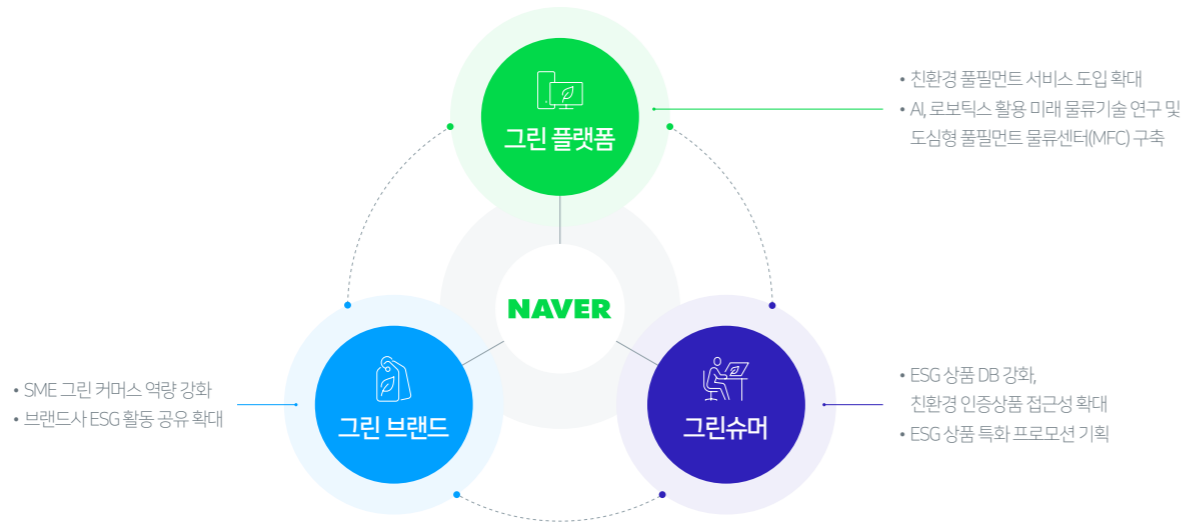 그린 플랫폼
• 친환경 풀필먼트 서비스 도입 확대
• AI, 로보틱스 활용 미래 물류기술 연구 및
도심형 풀필먼트 물류센터(MFC) 구축
NAVER
그린 브랜드
• SME 그린 커머스 역량 강화
• 브랜드사 ESG 활동 공유 확대
그린슈머
• ESG 상품 DB 강화,
친환경 인증상품 접근성 확대
• ESG 상품 특화 프로모션 기획